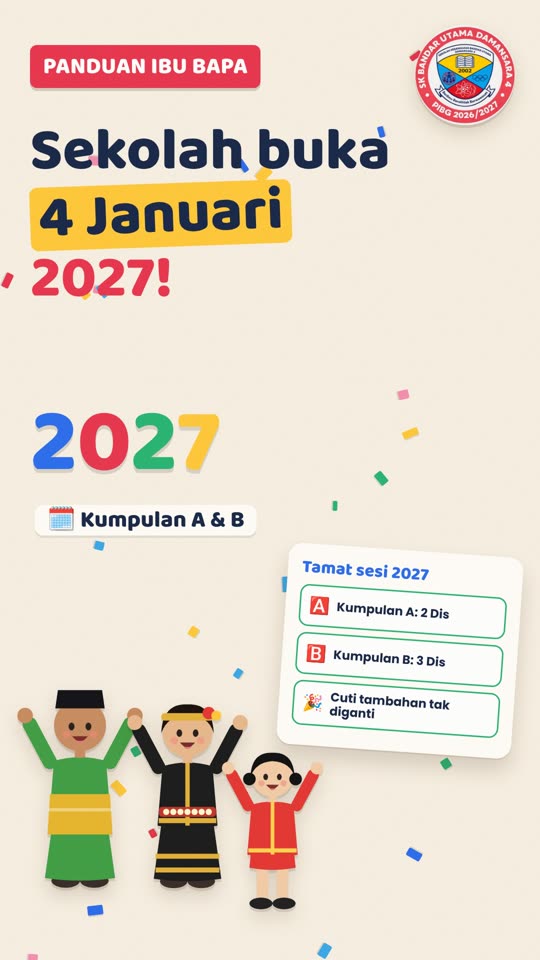 PANDUAN IBU BAPA
SK BANDAR UTAMA DAMANSARA 4
2002
PIBG 2026/2027
Sekolah buka
4 Januari
2027!
2027
Kumpulan A & B
Tamat sesi 2027
A Kumpulan A: 2 Dis
B Kumpulan B: 3 Dis
Cuti tambahan tak
diganti